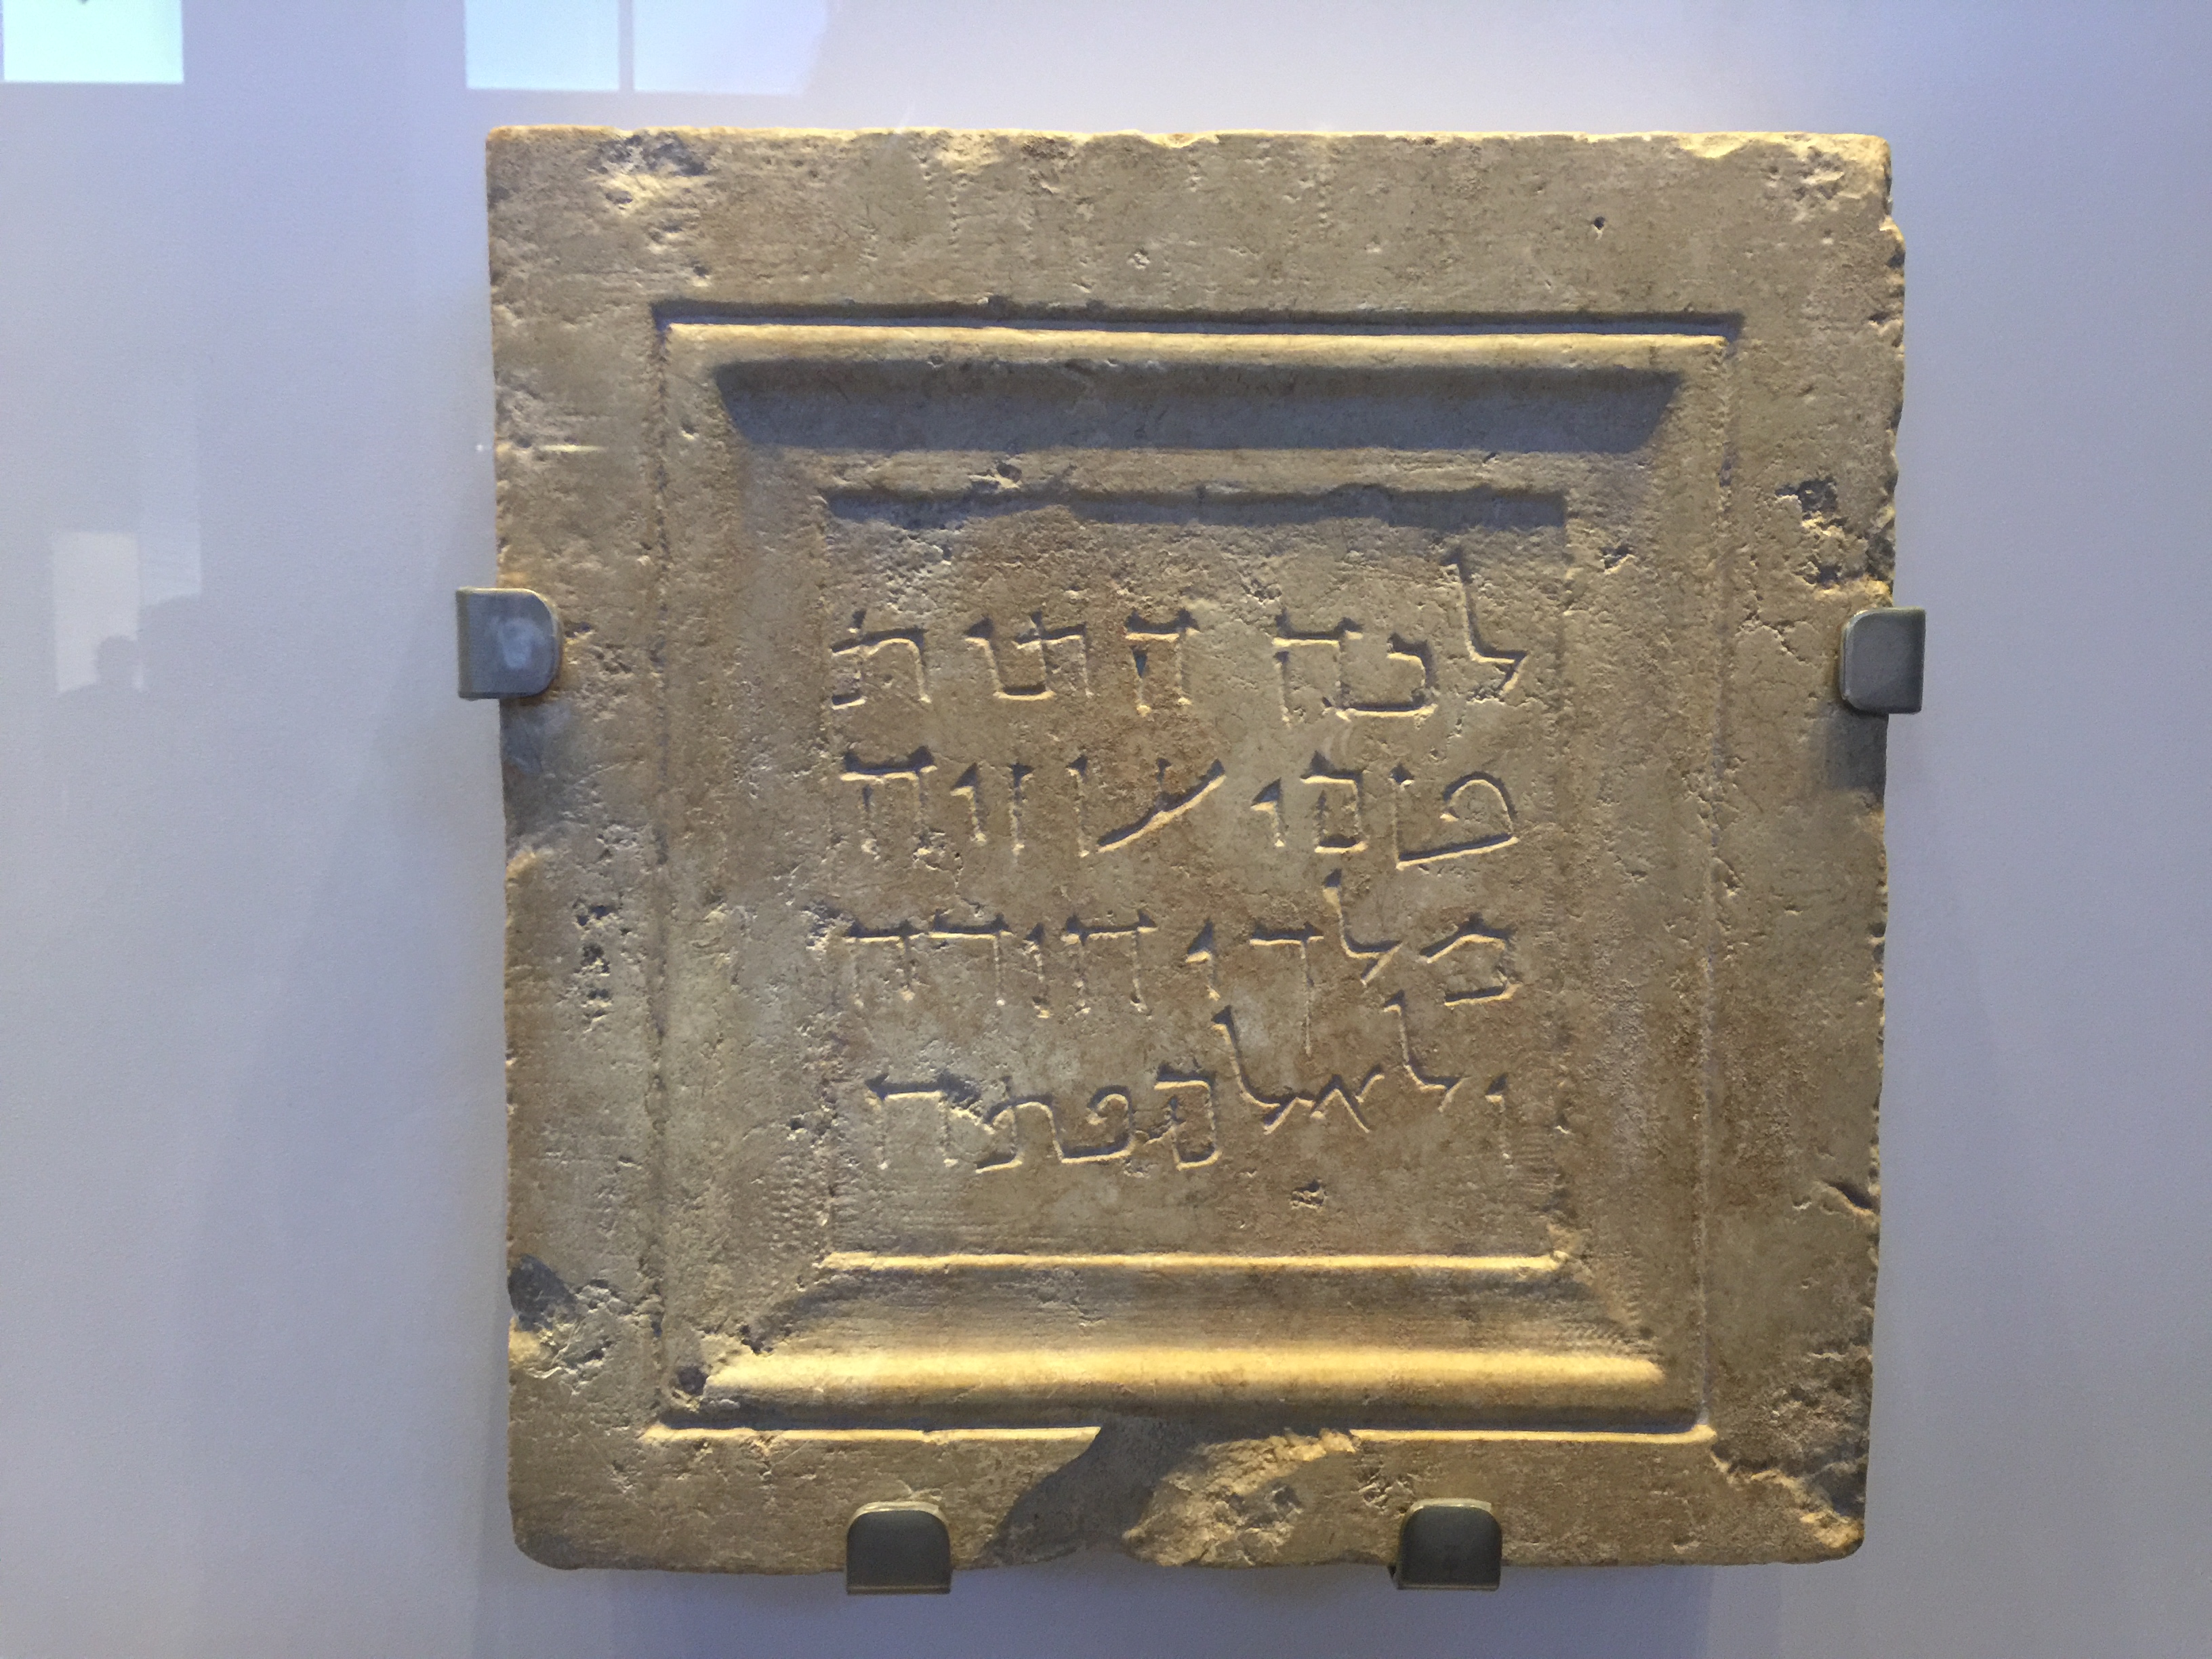 לכה התית
טמי עוזיה
מלך יהודה
ולא למפתח